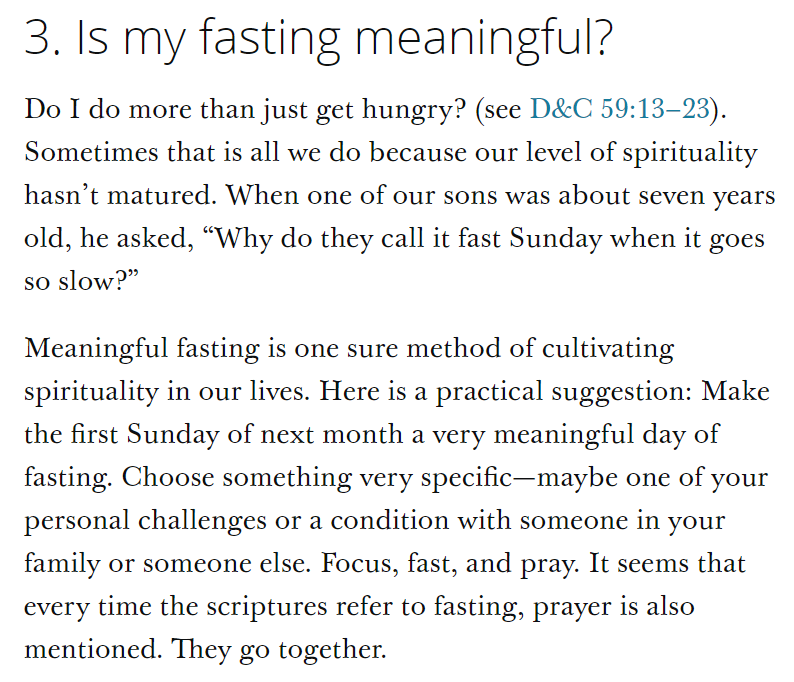 3. Is my fasting meaningful?
Do I do more than just get hungry? (see D&C 59:13–23).
Sometimes that is all we do because our level of spirituality
hasn’t matured. When one of our sons was about seven years
old, he asked, “Why do they call it fast Sunday when it goes
so slow?”
Meaningful fasting is one sure method of cultivating
spirituality in our lives. Here is a practical suggestion: Make
the first Sunday of next month a very meaningful day of
fasting. Choose something very specific—maybe one of your
personal challenges or a condition with someone in your
family or someone else. Focus, fast, and pray. It seems that
every time the scriptures refer to fasting, prayer is also
mentioned. They go together.